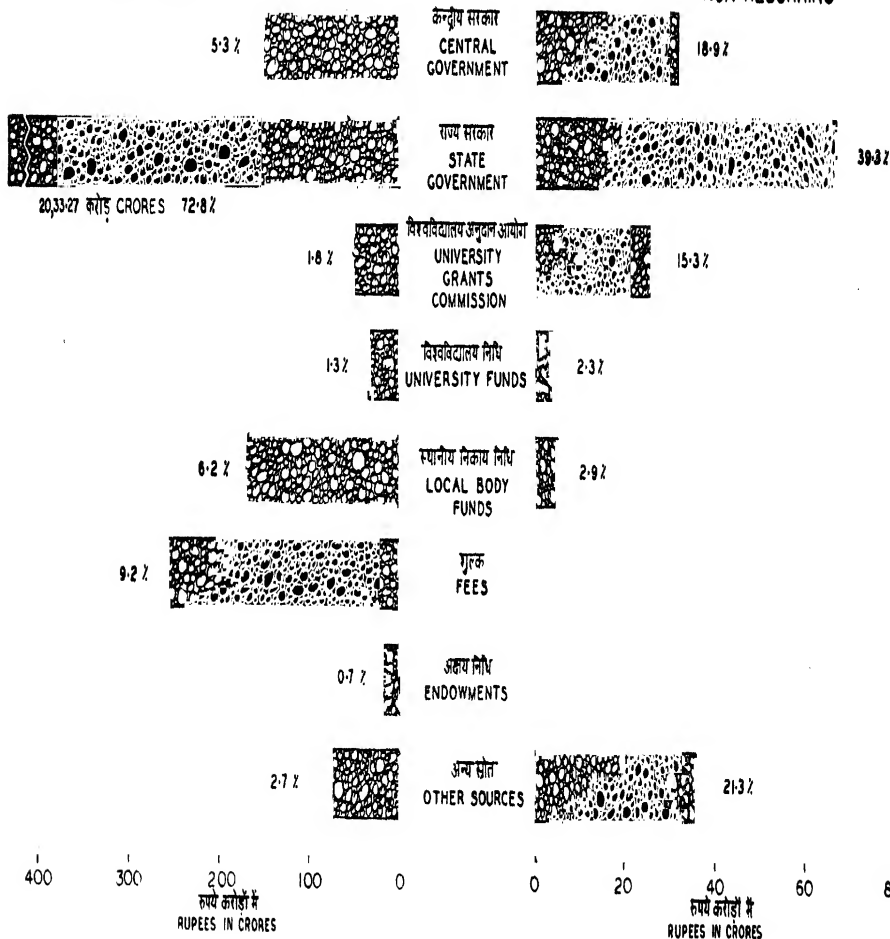 केन्द्रीय सरकार
5.3 %
CENTRAL
GOVERNMENT
18.9%
राज्य सरकार
STATE
GOVERNMENT
39.3%
20,33.27 करोड़ CRORES 72.8%
विश्वविद्यालय अनुदान आयोग
1.8 %
UNIVERSITY
GRANTS
COMMISSION
15.3%
विश्वविद्यालय निधि
1.3%
UNIVERSITY FUNDS
2.3%
स्थानीय निकाय निधि
6.2 %
LOCAL BODY
FUNDS
2.9%
शुल्क
9.2 %
FEES
अक्षय निधि
0.7 %
ENDOWMENTS
अन्य स्रोत
2.7 %
OTHER SOURCES
21.3%
400 300 200 100 0 0 20 40 60 8
रुपये करोड़ों में
RUPEES IN CRORES
रुपये करोड़ों में
RUPEES IN CRORES